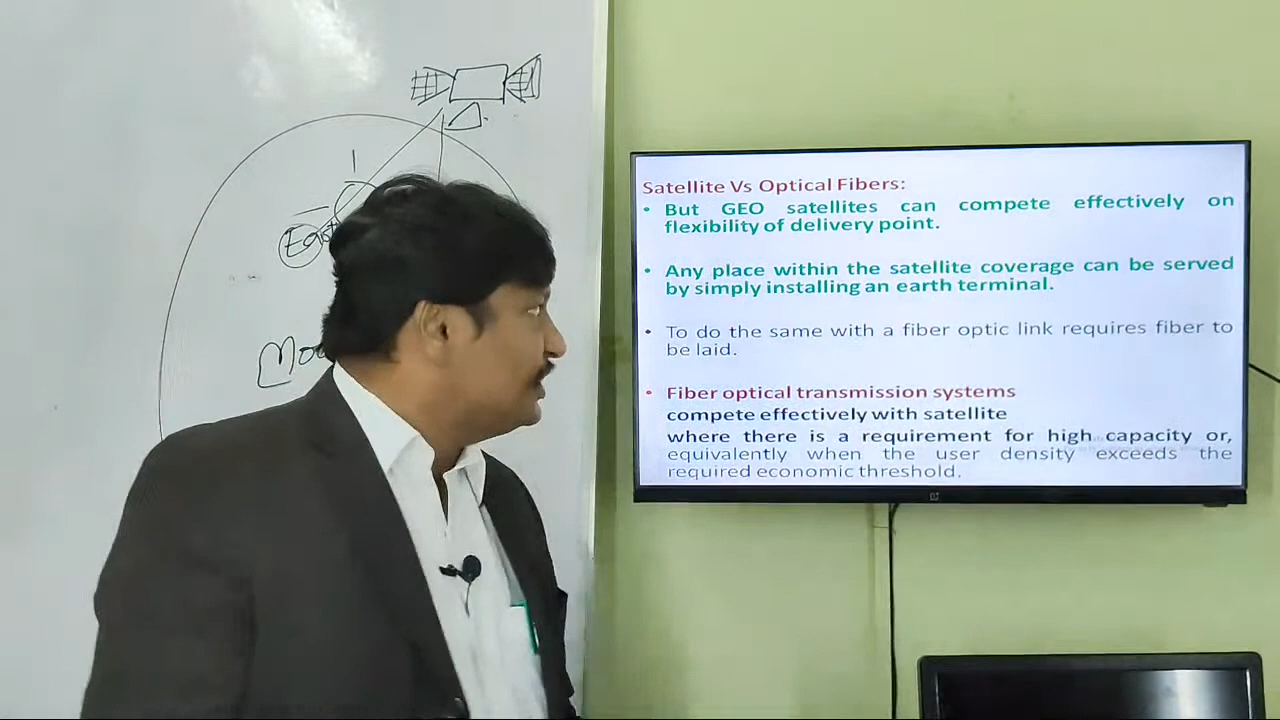 Satellite Vs Optical Fibers:
• But GEO satellites can compete effectively on
flexibility of delivery point.
• Any place within the satellite coverage can be served
by simply installing an earth terminal.
• To do the same with a fiber optic link requires fiber to
be laid.
• Fiber optical transmission systems
compete effectively with satellite
where there is a requirement for high capacity or,
equivalently when the user density exceeds the
required economic threshold.